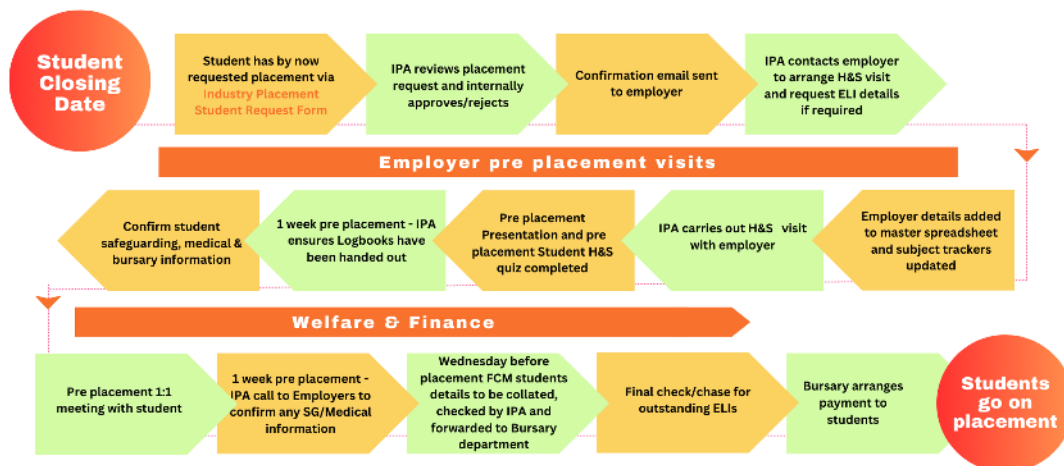 Student
Closing
Date
Student has by now
requested placement via
Industry Placement
Student Request Form
IPA reviews placement
request and internally
approves/rejects
Confirmation email sent
to employer
IPA contacts employer
to arrange H&S visit
and request ELI details
if required
Employer pre placement visits
Employer details added
to master spreadsheet
and subject trackers
updated
IPA carries out H&S visit
with employer
Pre placement
Presentation and pre
placement Student H&S
quiz completed
1 week pre placement - IPA
ensures Logbooks have
been handed out
Confirm student
safeguarding, medical &
bursary information
Welfare & Finance
Pre placement 1:1
meeting with student
1 week pre placement -
IPA call to Employers to
confirm any SG/Medical
information
Wednesday before
placement FCM students
details to be collated,
checked by IPA and
forwarded to Bursary
department
Final check/chase for
outstanding ELIs
Bursary arranges
payment to
students
Students
go on
placement